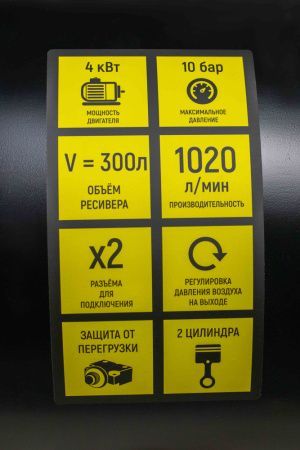 4 кВт
МОЩНОСТЬ
ДВИГАТЕЛЯ
10 бар
МАКСИМАЛЬНОЕ
ДАВЛЕНИЕ
V = 300л
ОБЪЁМ
РЕСИВЕРА
1020
л/мин
ПРОИЗВОДИТЕЛЬНОСТЬ
x2
РАЗЪЁМА
ДЛЯ
ПОДКЛЮЧЕНИЯ
РЕГУЛИРОВКА
ДАВЛЕНИЯ ВОЗДУХА
НА ВЫХОДЕ
ЗАЩИТА ОТ
ПЕРЕГРУЗКИ
2 ЦИЛИНДРА